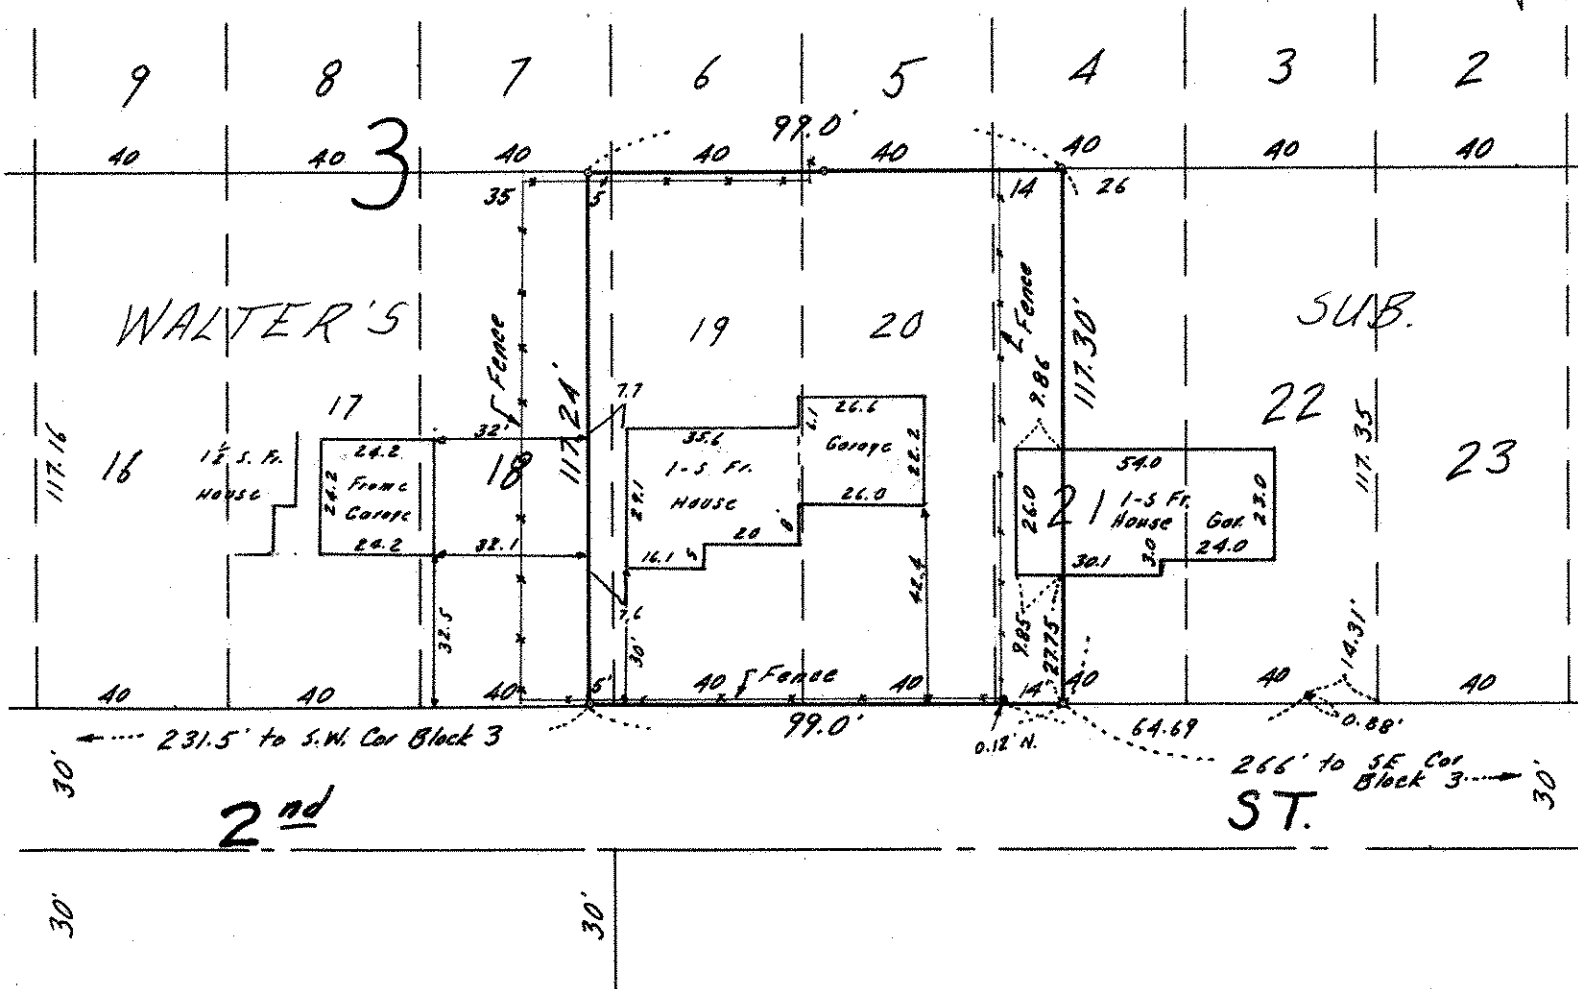 9 8 7 6 5 4 3 2
99.0'
3
40 40 40 40 40 40 40 40
35 5 14 26
WALTER'S SUB.
19 20
Fence
Fence
117.24'
117.30'
9.86
7.7
17
22
117.16
16
1½ S. Fr.
House
24.2
24.2
Frame
Garage
24.2
32'
18
32.1
32.5
35.6
29.1
1-S Fr.
House
16.1 5 20 8'
6.1
26.6
Garage
22.2
26.0
42.4
54.0
26.0
21
1-S Fr.
House
Gar.
23.0
30.1 3.0 24.0
117.35
23
7.6
30'
9.85
27.75
14.31'
40 40 40 5' 40 Fence 40 14' 40 40 40
231.5' to S.W. Cor Block 3
99.0'
0.12' N.
64.69
0.88'
266' to SE Cor
Block 3
30' 30'
2nd ST.
30' 30'